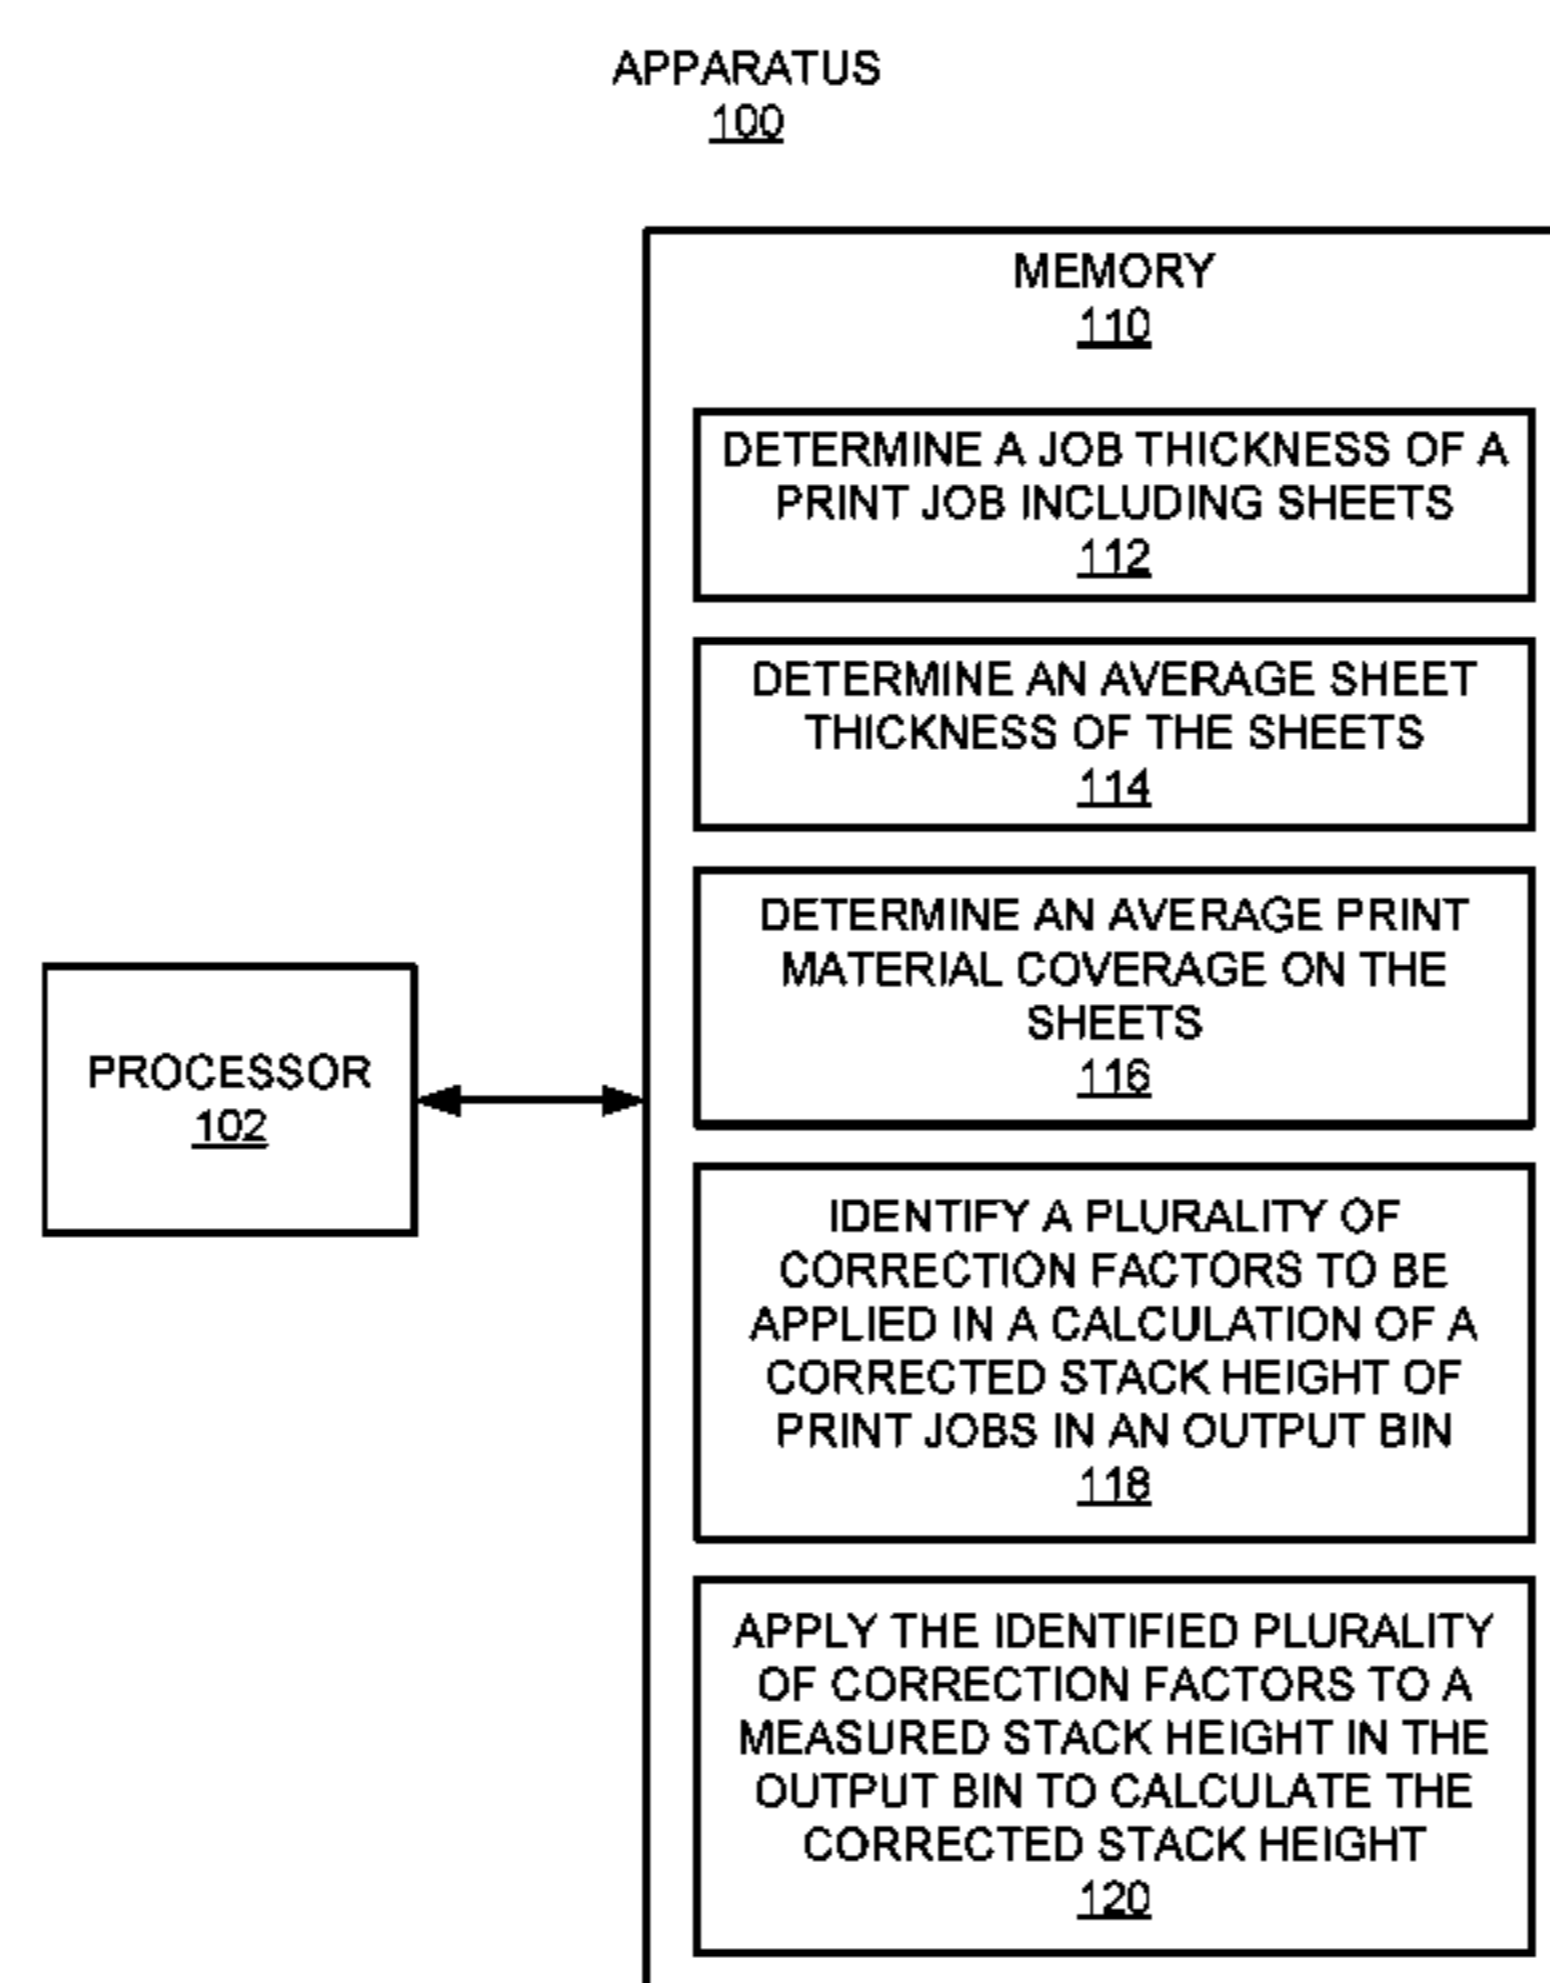 APPARATUS
100
MEMORY
110
DETERMINE A JOB THICKNESS OF A
PRINT JOB INCLUDING SHEETS
112
DETERMINE AN AVERAGE SHEET
THICKNESS OF THE SHEETS
114
DETERMINE AN AVERAGE PRINT
MATERIAL COVERAGE ON THE
SHEETS
116
PROCESSOR
102
IDENTIFY A PLURALITY OF
CORRECTION FACTORS TO BE
APPLIED IN A CALCULATION OF A
CORRECTED STACK HEIGHT OF
PRINT JOBS IN AN OUTPUT BIN
118
APPLY THE IDENTIFIED PLURALITY
OF CORRECTION FACTORS TO A
MEASURED STACK HEIGHT IN THE
OUTPUT BIN TO CALCULATE THE
CORRECTED STACK HEIGHT
120